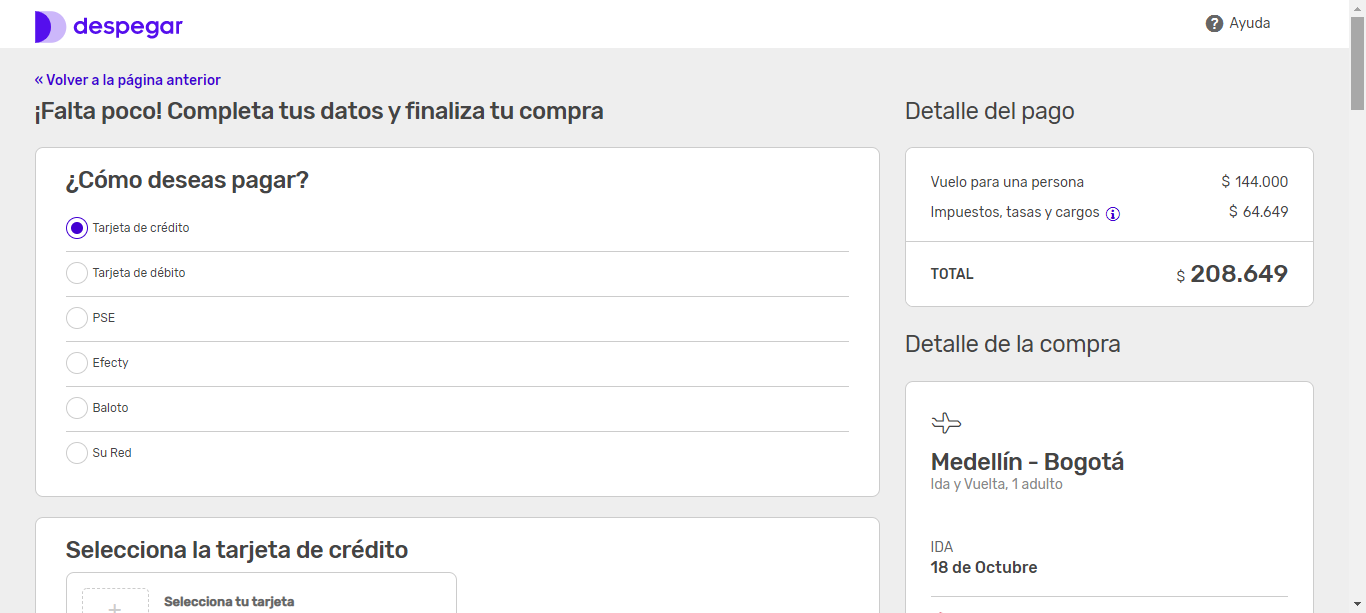 despegar
Ayuda
« Volver a la página anterior
¡Falta poco! Completa tus datos y finaliza tu compra
¿Cómo deseas pagar?
Tarjeta de crédito
Tarjeta de débito
PSE
Efecty
Baloto
Su Red
Selecciona la tarjeta de crédito
Selecciona tu tarjeta
Detalle del pago
Vuelo para una persona $ 144.000
Impuestos, tasas y cargos $ 64.649
TOTAL $ 208.649
Detalle de la compra
Medellín - Bogotá
Ida y Vuelta, 1 adulto
IDA
18 de Octubre